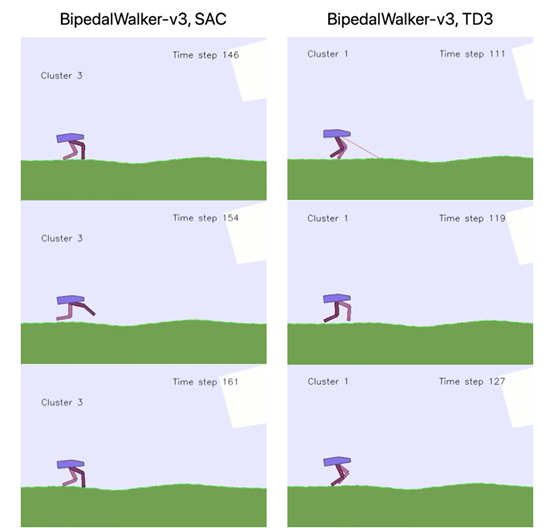 BipedalWalker-v3, SAC
BipedalWalker-v3, TD3
Time step 146
Cluster 3
Cluster 1
Time step 111
Time step 154
Cluster 3
Cluster 1
Time step 119
Time step 161
Cluster 3
Cluster 1
Time step 127